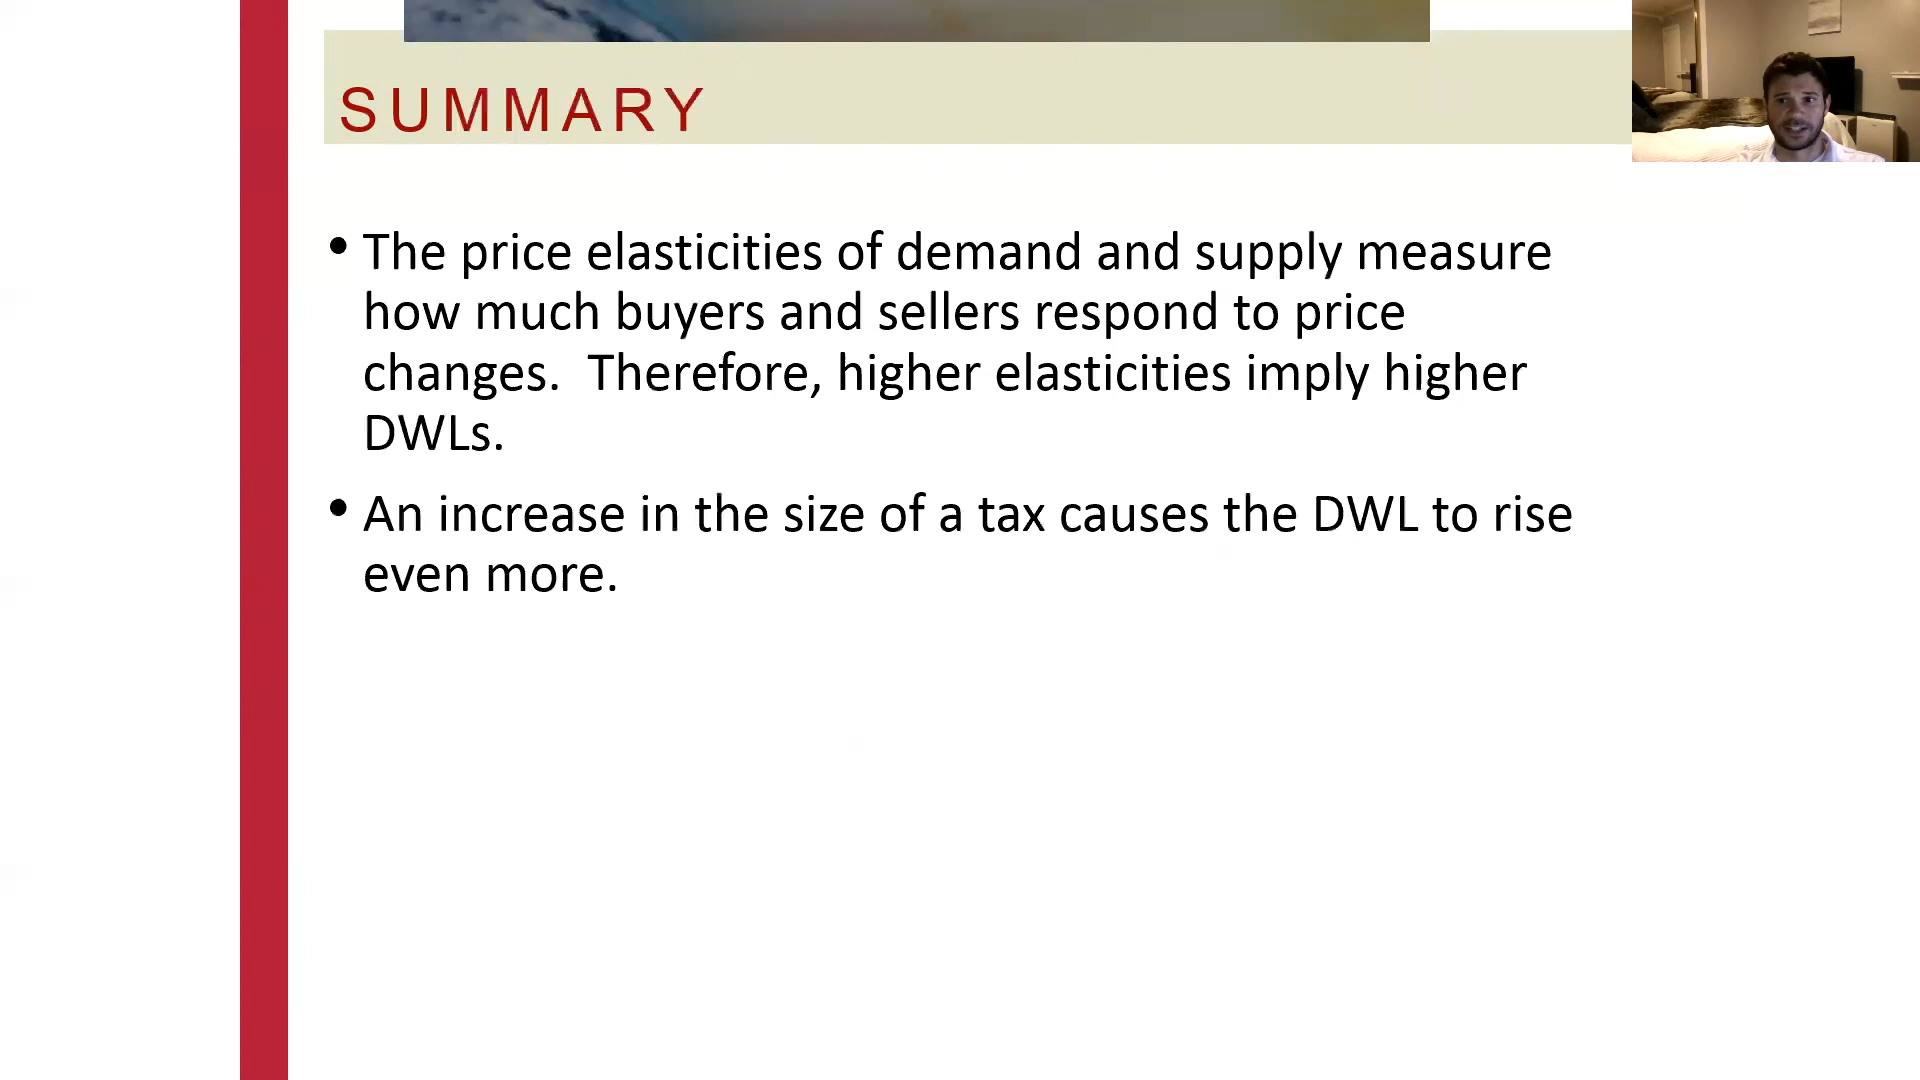 SUMMARY
• The price elasticities of demand and supply measure
how much buyers and sellers respond to price
changes.  Therefore, higher elasticities imply higher
DWLs.
• An increase in the size of a tax causes the DWL to rise
even more.